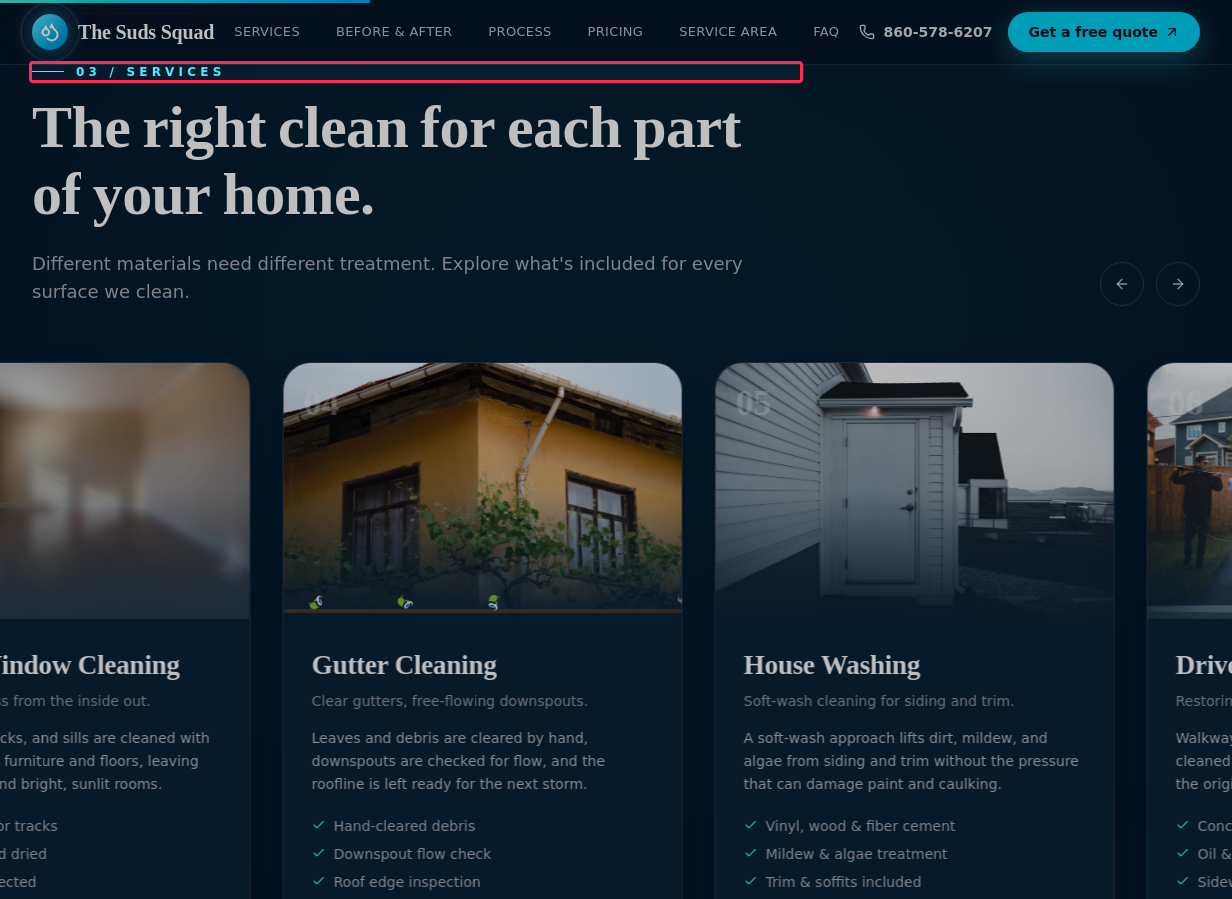 The Suds Squad
SERVICES
BEFORE & AFTER
PROCESS
PRICING
SERVICE AREA
FAQ
860-578-6207
Get a free quote
03 / SERVICES
The right clean for each part
of your home.
Different materials need different treatment. Explore what's included for every
surface we clean.
04
05
06
indow Cleaning
s from the inside out.
cks, and sills are cleaned with
furniture and floors, leaving
nd bright, sunlit rooms.
or tracks
d dried
ected
Gutter Cleaning
Clear gutters, free-flowing downspouts.
Leaves and debris are cleared by hand,
downspouts are checked for flow, and the
roofline is left ready for the next storm.
Hand-cleared debris
Downspout flow check
Roof edge inspection
House Washing
Soft-wash cleaning for siding and trim.
A soft-wash approach lifts dirt, mildew, and
algae from siding and trim without the pressure
that can damage paint and caulking.
Vinyl, wood & fiber cement
Mildew & algae treatment
Trim & soffits included
Drive
Restorin
Walkway
cleaned
the origi
Conc
Oil &
Sidew